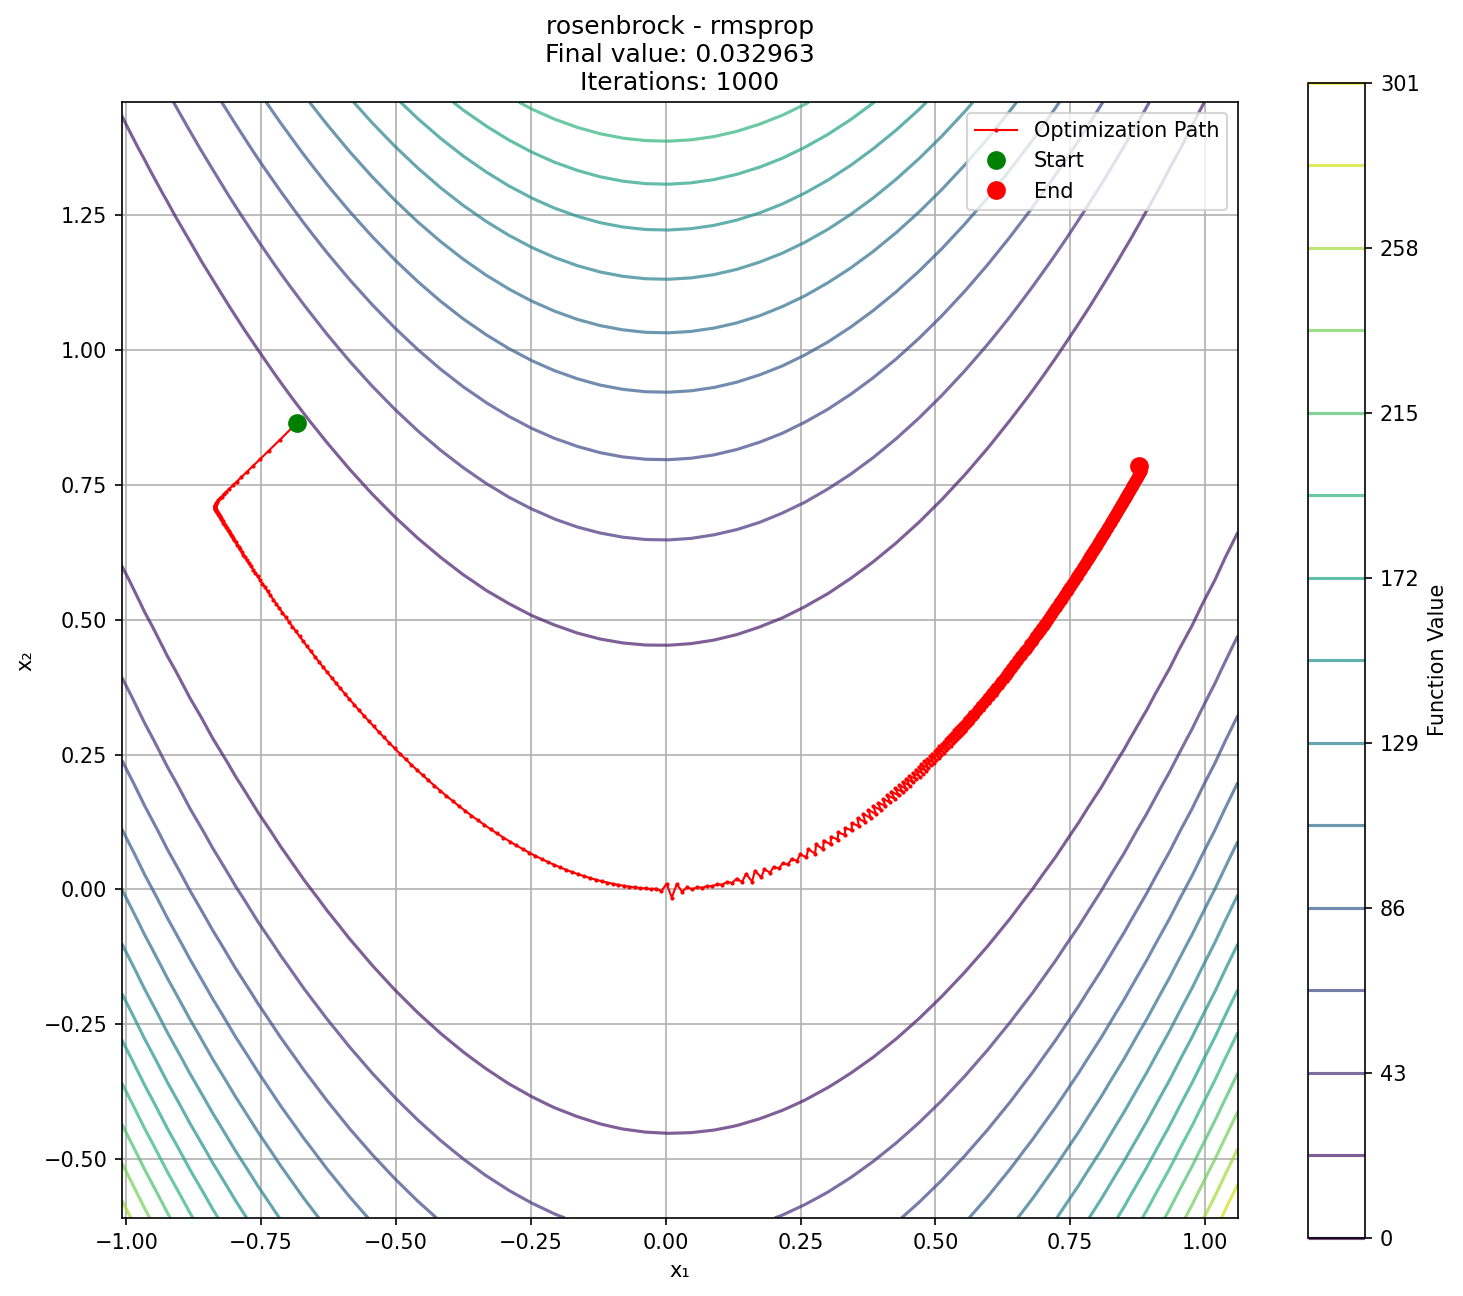 rosenbrock - rmsprop
Final value: 0.032963
Iterations: 1000
Optimization Path
Start
End
1.25
1.00
0.75
0.50
0.25
0.00
−0.25
−0.50
x₂
−1.00
−0.75
−0.50
−0.25
0.00
0.25
0.50
0.75
1.00
x₁
301
258
215
172
129
86
43
0
Function Value